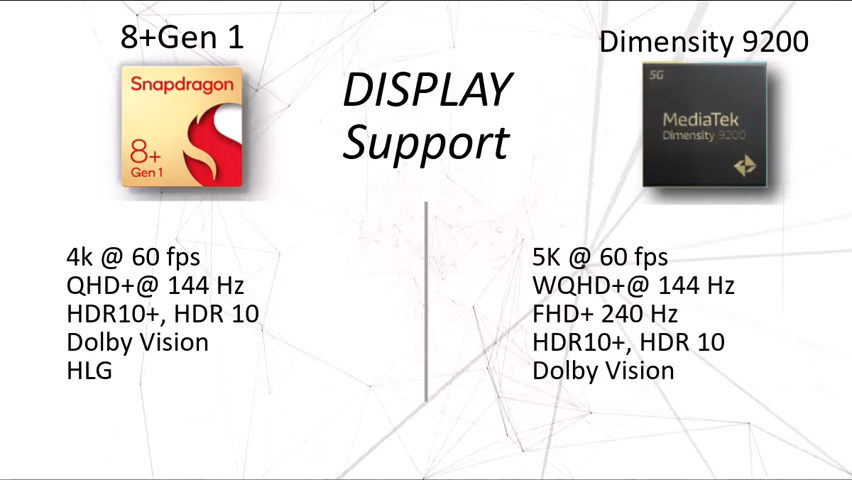 8+Gen 1
Snapdragon
8+
Gen 1
DISPLAY
Support
Dimensity 9200
5G
MediaTek
Dimensity 9200
4k @ 60 fps
QHD+@ 144 Hz
HDR10+, HDR 10
Dolby Vision
HLG
5K @ 60 fps
WQHD+@ 144 Hz
FHD+ 240 Hz
HDR10+, HDR 10
Dolby Vision